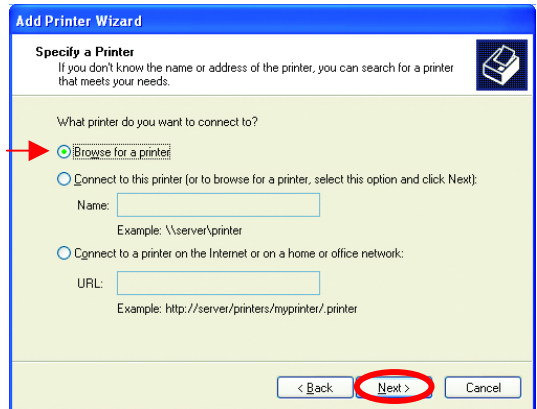 Add Printer Wizard
Specify a Printer
If you don't know the name or address of the printer, you can search for a printer
that meets your needs.
What printer do you want to connect to?
Browse for a printer
Connect to this printer (or to browse for a printer, select this option and click Next):
Name:
Example: \\server\printer
Connect to a printer on the Internet or on a home or office network:
URL:
Example: http://server/printers/myprinter/.printer
< Back Next > Cancel